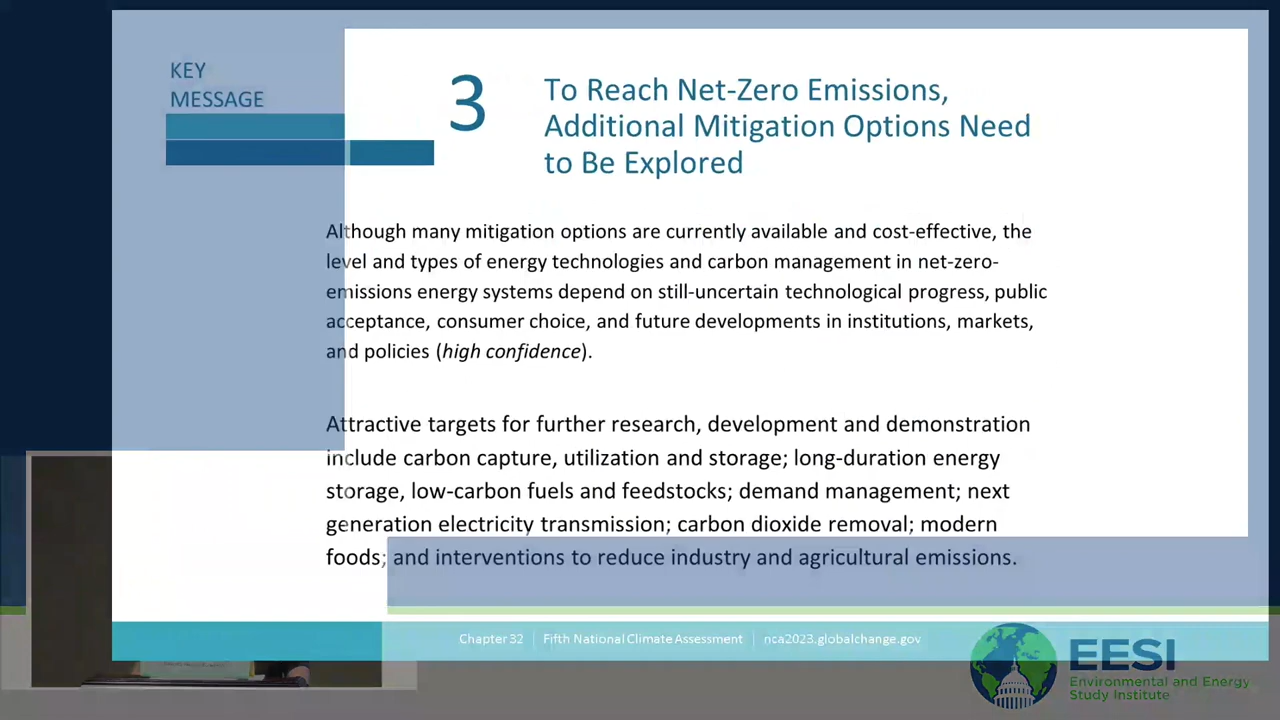 KEY
MESSAGE
3
To Reach Net-Zero Emissions,
Additional Mitigation Options Need
to Be Explored
Although many mitigation options are currently available and cost-effective, the
level and types of energy technologies and carbon management in net-zero-
emissions energy systems depend on still-uncertain technological progress, public
acceptance, consumer choice, and future developments in institutions, markets,
and policies (high confidence).
Attractive targets for further research, development and demonstration
include carbon capture, utilization and storage; long-duration energy
storage, low-carbon fuels and feedstocks; demand management; next
generation electricity transmission; carbon dioxide removal; modern
foods; and interventions to reduce industry and agricultural emissions.
Chapter 32 | Fifth National Climate Assessment | nca2023.globalchange.gov
EESI
Environmental and Energy
Study Institute